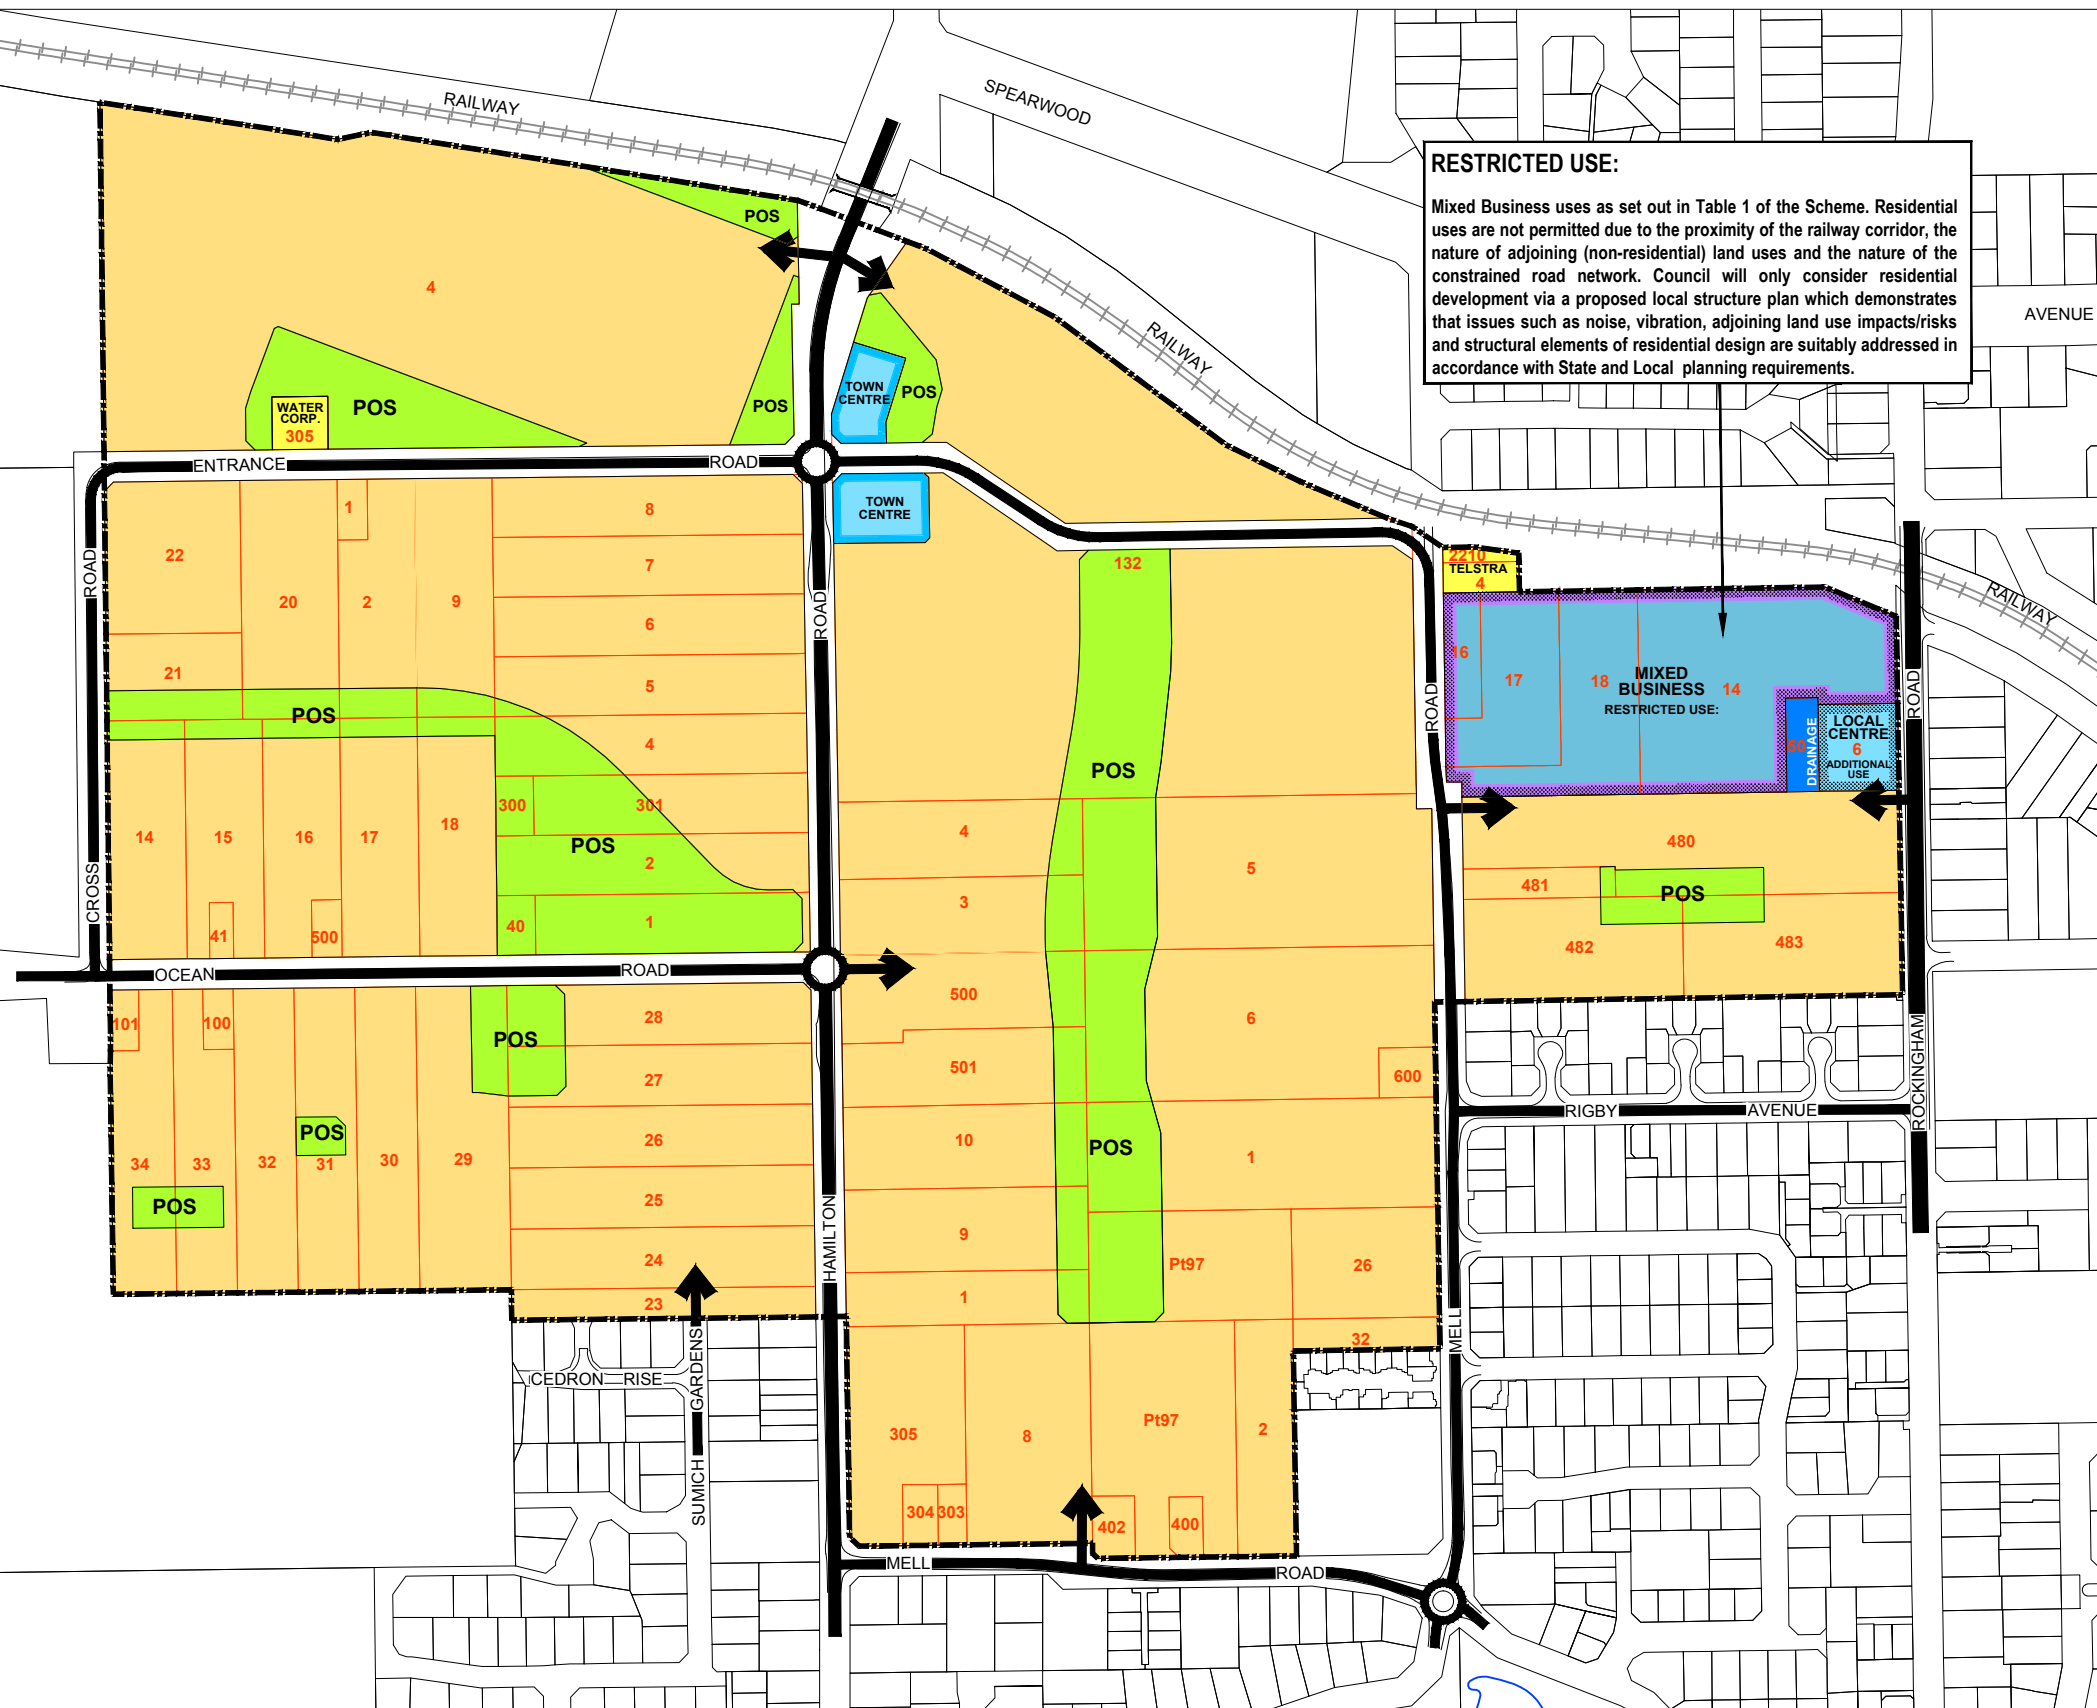 RAILWAY
SPEARWOOD
RESTRICTED USE:
Mixed Business uses as set out in Table 1 of the Scheme. Residential
uses are not permitted due to the proximity of the railway corridor, the
nature of adjoining (non-residential) land uses and the nature of the
constrained road network. Council will only consider residential
development via a proposed local structure plan which demonstrates
that issues such as noise, vibration, adjoining land use impacts/risks
and structural elements of residential design are suitably addressed in
accordance with State and Local planning requirements.
AVENUE
POS
4
RAILWAY
TOWN
CENTRE
POS
POS
POS
WATER
CORP.
305
ENTRANCE
ROAD
TOWN
CENTRE
8
1
22
7
132
20
2
9
6
ROAD
ROAD
2210
TELSTRA
4
RAILWAY
21
5
16
17
18
MIXED
BUSINESS
14
RESTRICTED USE:
ROAD
ROAD
POS
4
POS
50
DRAINAGE
LOCAL
CENTRE
6
ADDITIONAL
USE
300
301
14
15
16
17
18
POS
2
4
5
480
481
POS
CROSS
41
500
40
1
3
482
483
OCEAN
ROAD
500
6
101
100
POS
28
501
600
27
ROCKINGHAM
RIGBY
AVENUE
POS
34
33
32
31
30
29
26
10
POS
1
POS
25
HAMILTON
9
24
Pt97
26
23
1
32
MELL
CEDRON RISE
GARDENS
SUMICH
305
8
Pt97
2
304
303
402
400
MELL
ROAD